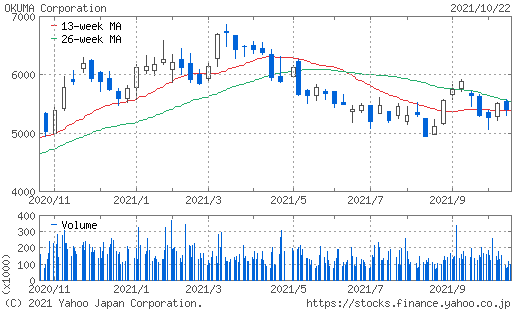 OKUMA Corporation 2021/10/22
13-week MA
26-week MA
7000
6000
5000
4000
2020/11 2021/1 2021/3 2021/5 2021/7 2021/9
Volume
400
300
200
100
0
(x1000)
2020/11 2021/1 2021/3 2021/5 2021/7 2021/9
(C) 2021 Yahoo Japan Corporation. https://stocks.finance.yahoo.co.jp/